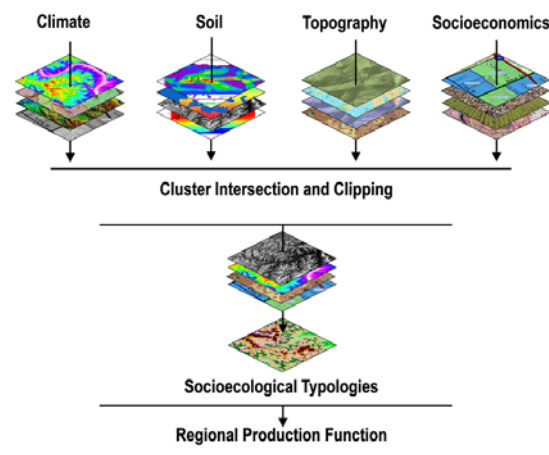 Climate
Soil
Topography
Socioeconomics
Cluster Intersection and Clipping
Socioecological Typologies
Regional Production Function